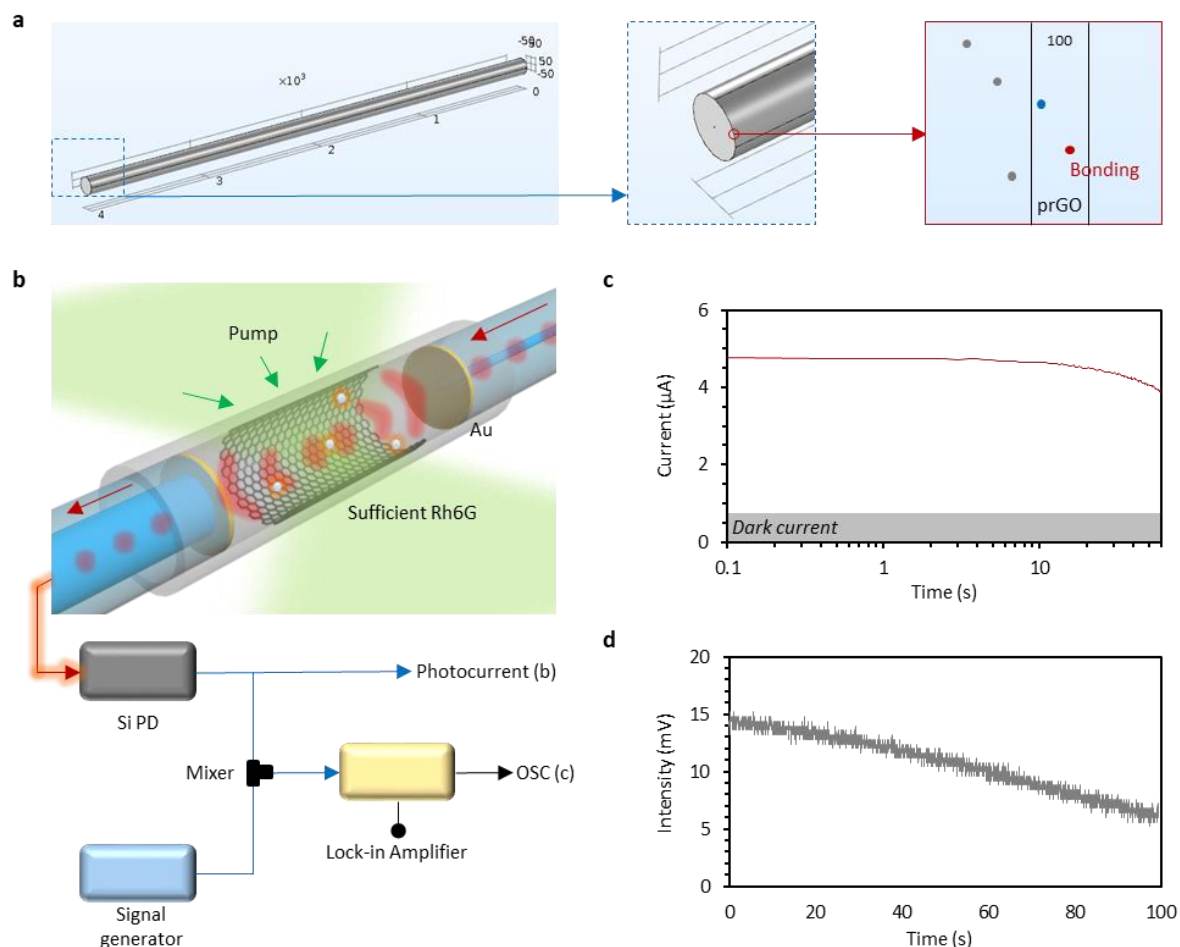 a
-50
90
50
-50
0
×10³
1
2
3
4
100
Bonding
prGO
b
Pump
Au
Sufficient Rh6G
Si PD
Photocurrent (b)
Mixer
OSC (c)
Lock-in Amplifier
Signal
generator
c
6
4
2
0
Current (µA)
Dark current
0.1
1
10
Time (s)
d
20
15
10
5
0
Intensity (mV)
0
20
40
60
80
100
Time (s)